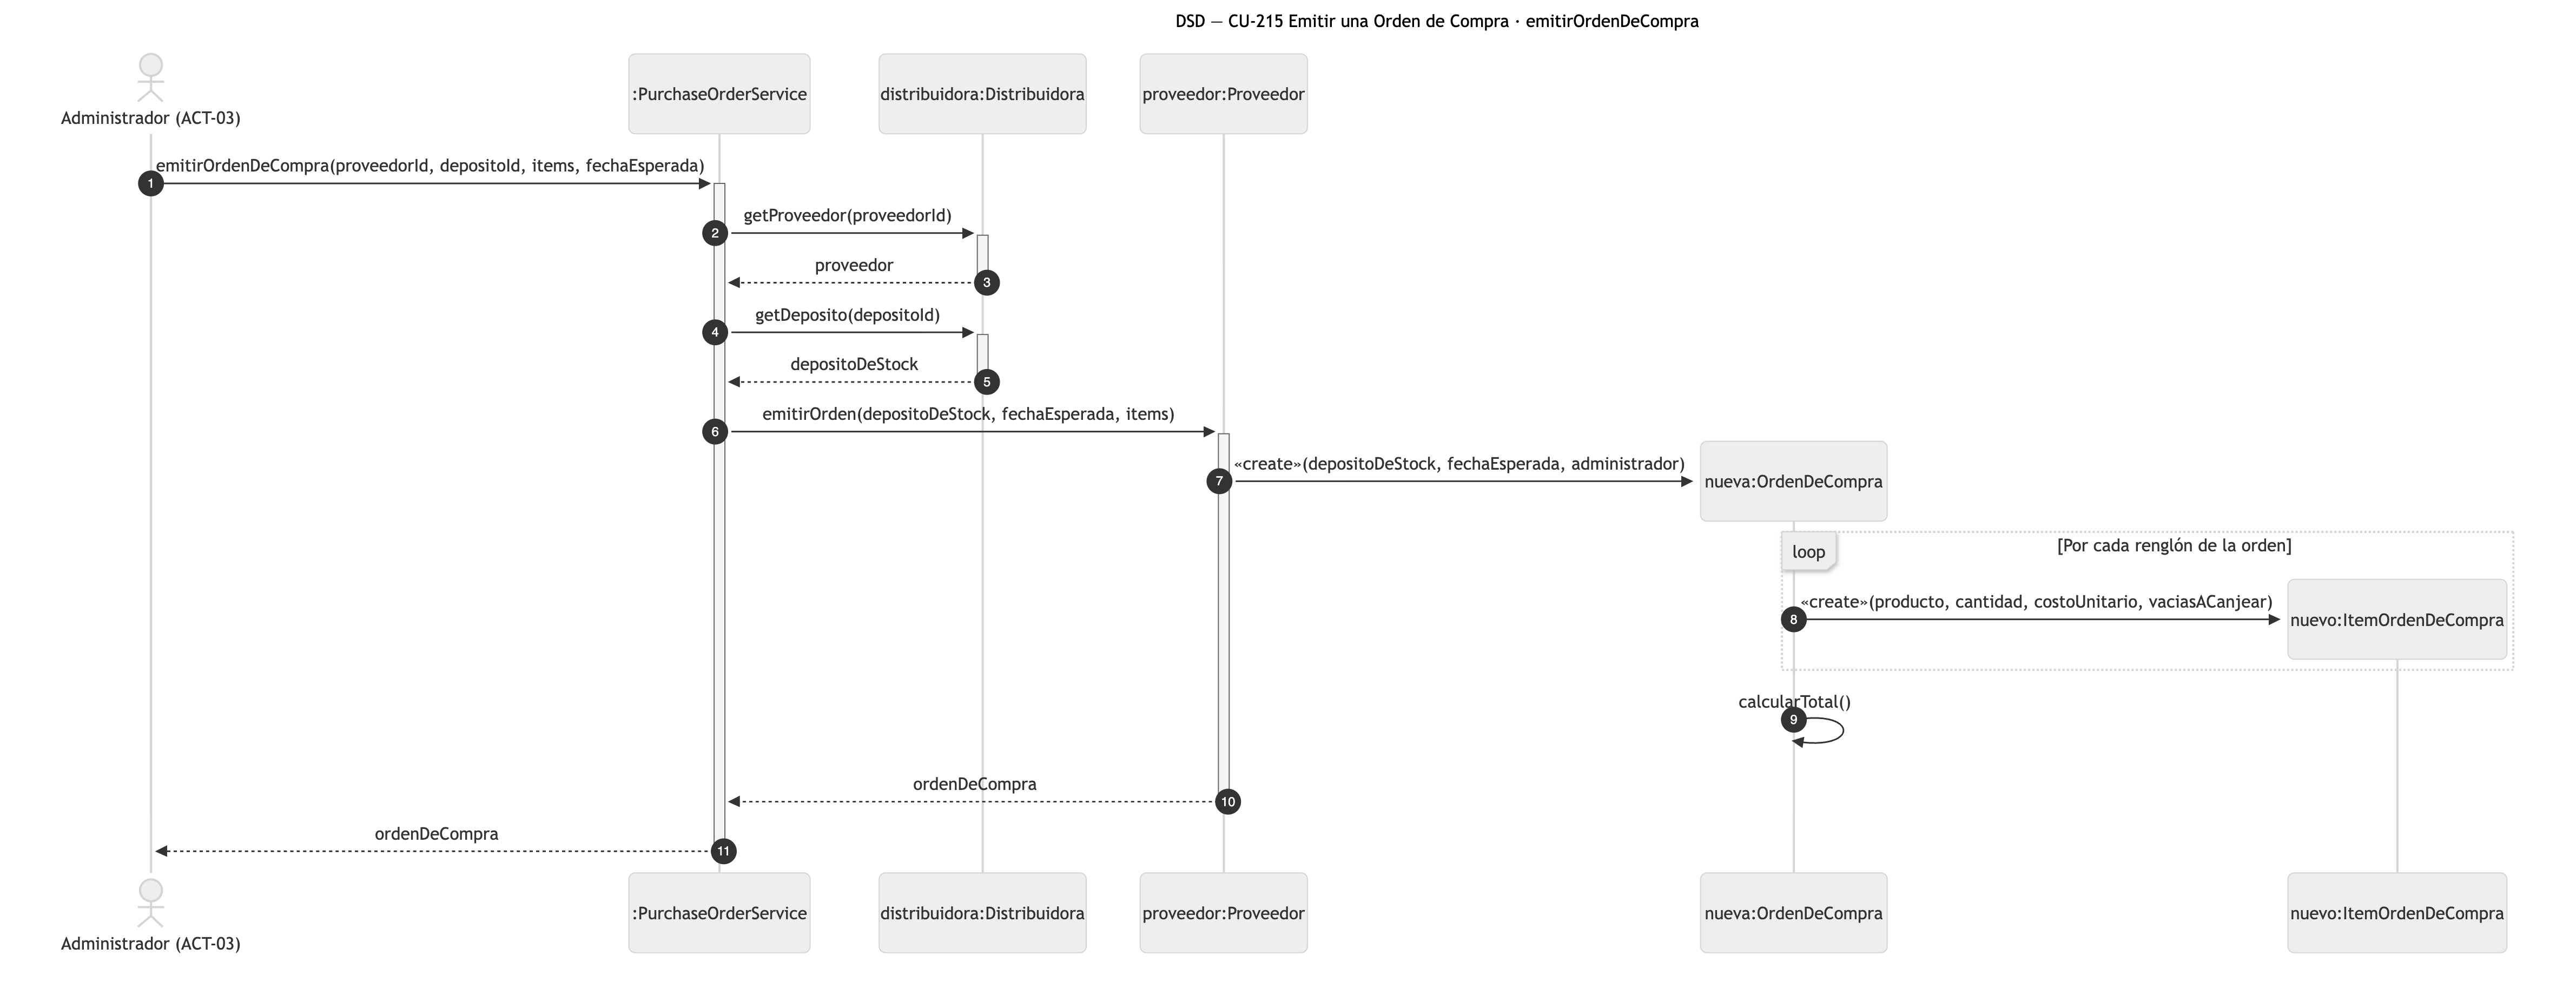 DSD — CU-215 Emitir una Orden de Compra · emitirOrdenDeCompra
Administrador (ACT-03)
:PurchaseOrderService
distribuidora:Distribuidora
proveedor:Proveedor
emitirOrdenDeCompra(proveedorId, depositoId, items, fechaEsperada)
1
getProveedor(proveedorId)
2
proveedor
3
getDeposito(depositoId)
4
depositoDeStock
5
emitirOrden(depositoDeStock, fechaEsperada, items)
6
«create»(depositoDeStock, fechaEsperada, administrador)
7
nueva:OrdenDeCompra
loop
[Por cada renglón de la orden]
«create»(producto, cantidad, costoUnitario, vaciasACanjear)
8
nuevo:ItemOrdenDeCompra
calcularTotal()
9
ordenDeCompra
10
ordenDeCompra
11
Administrador (ACT-03)
:PurchaseOrderService
distribuidora:Distribuidora
proveedor:Proveedor
nueva:OrdenDeCompra
nuevo:ItemOrdenDeCompra